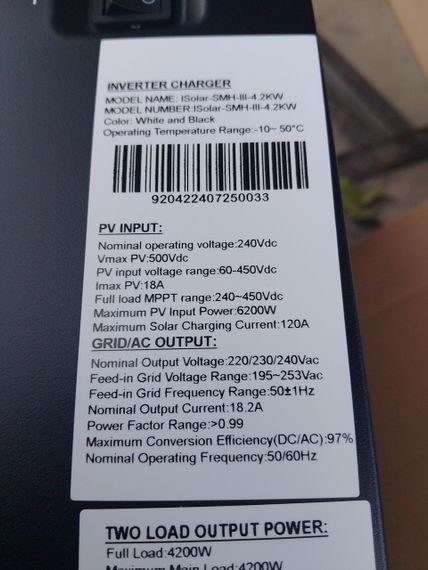 INVERTER CHARGER
MODEL NAME: ISolar-SMH-III-4.2KW
MODEL NUMBER:ISolar-SMH-III-4.2KW
Color: White and Black
Operating Temperature Range:-10~ 50°C
920422407250033
PV INPUT:
Nominal operating voltage:240Vdc
Vmax PV:500Vdc
PV input voltage range:60-450Vdc
Imax PV:18A
Full load MPPT range:240~450Vdc
Maximum PV Input Power:6200W
Maximum Solar Charging Current:120A
GRID/AC OUTPUT:
Nominal Output Voltage:220/230/240Vac
Feed-in Grid Voltage Range:195~253Vac
Feed-in Grid Frequency Range:50±1Hz
Nominal Output Current:18.2A
Power Factor Range:>0.99
Maximum Conversion Efficiency(DC/AC):97%
Nominal Operating Frequency:50/60Hz
TWO LOAD OUTPUT POWER:
Full Load:4200W
Maximum Main Load:4200W